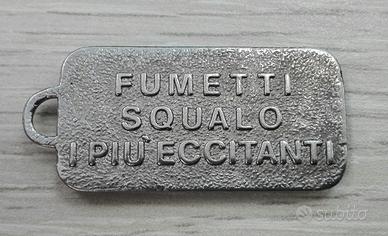 FUMETTI
SQUALO
I PIU' ECCITANTI
subito